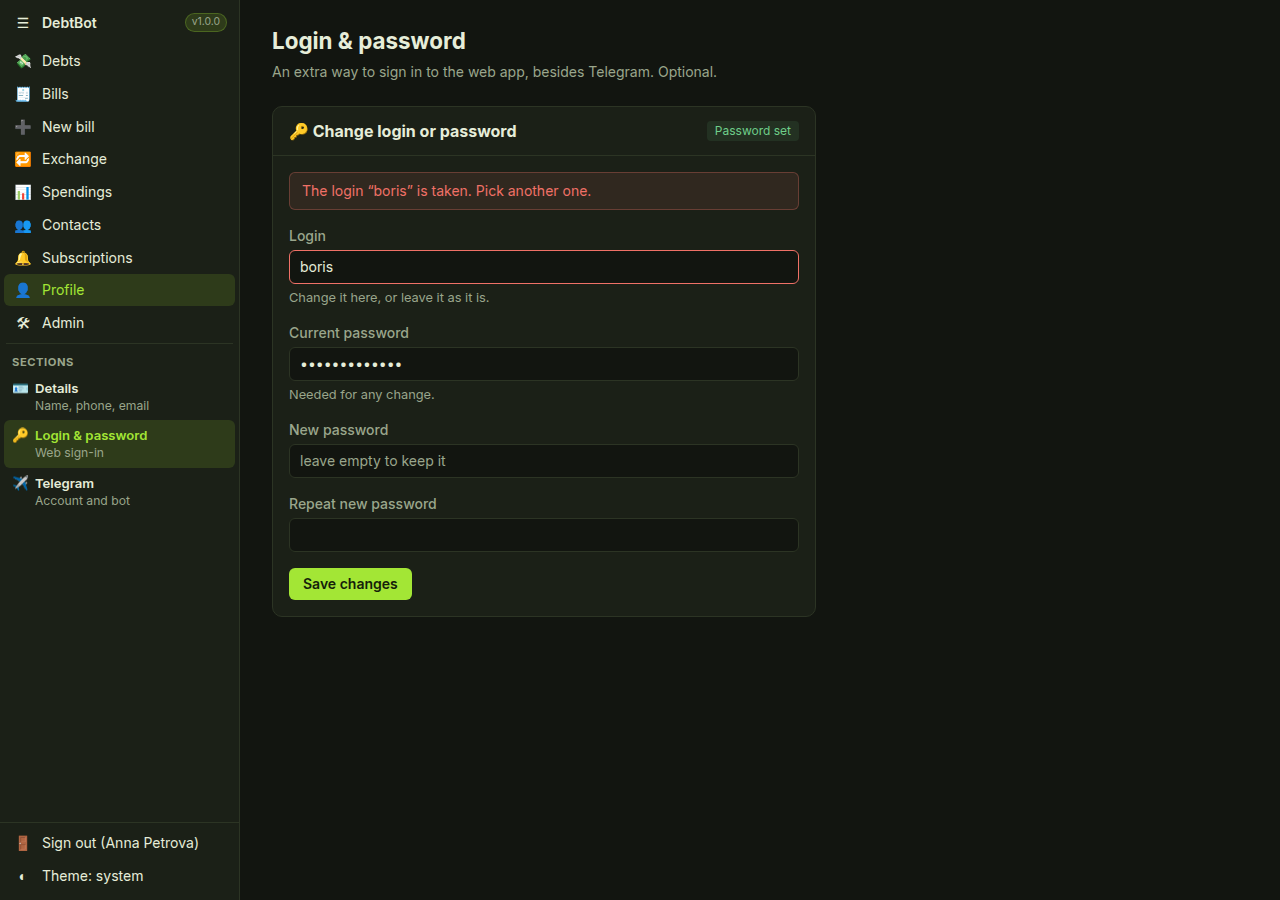 DebtBot
v1.0.0
Debts
Bills
New bill
Exchange
Spendings
Contacts
Subscriptions
Profile
Admin
SECTIONS
Details
Name, phone, email
Login & password
Web sign-in
Telegram
Account and bot
Sign out (Anna Petrova)
Theme: system
Login & password
An extra way to sign in to the web app, besides Telegram. Optional.
Change login or password
Password set
The login “boris” is taken. Pick another one.
Login
boris
Change it here, or leave it as it is.
Current password
•••••••••••••
Needed for any change.
New password
leave empty to keep it
Repeat new password
Save changes